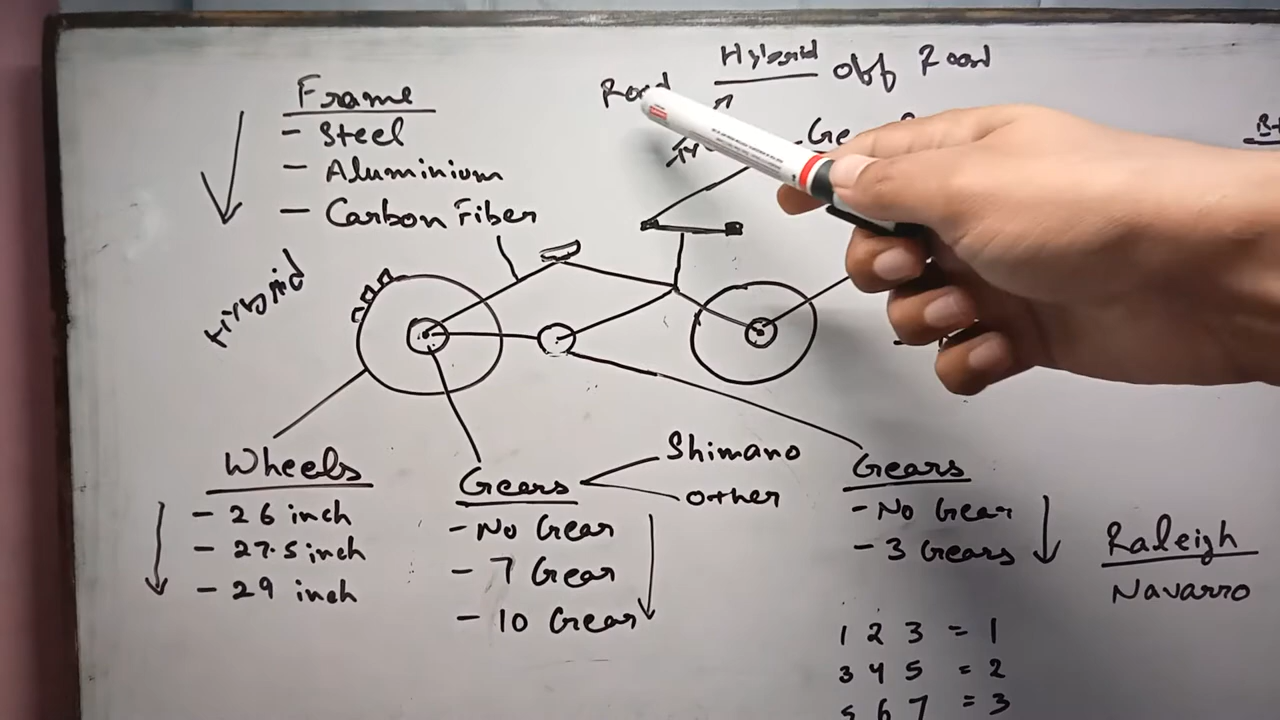 Hybrid
Road
off Road
Frame
- Steel
- Aluminium
- Carbon Fiber
Hybrid
Wheels
- 26 inch
- 27.5 inch
- 29 inch
Gears
- No Gear
- 7 Gear
- 10 Gear
Shimano
other
Gears
- No Gear
- 3 Gears
Raleigh
Navarro
1 2 3 = 1
3 4 5 = 2
5 6 7 = 3